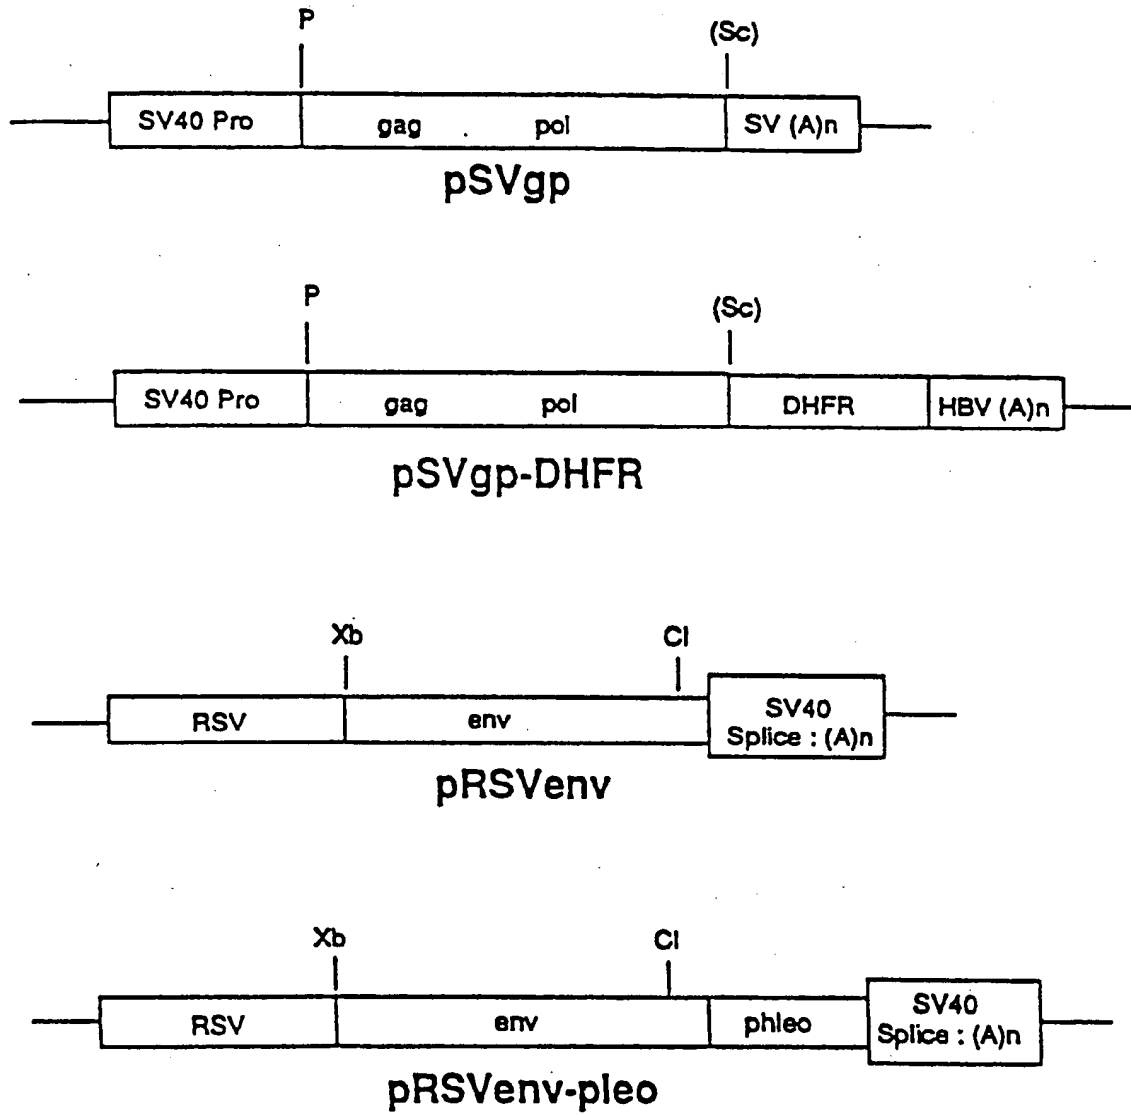 P (Sc)
SV40 Pro gag pol SV (A)n
pSVgp
P (Sc)
SV40 Pro gag pol DHFR HBV (A)n
pSVgp-DHFR
Xb Cl
RSV env SV40
Splice : (A)n
pRSVenv
Xb Cl
RSV env phleo SV40
Splice : (A)n
pRSVenv-pleo